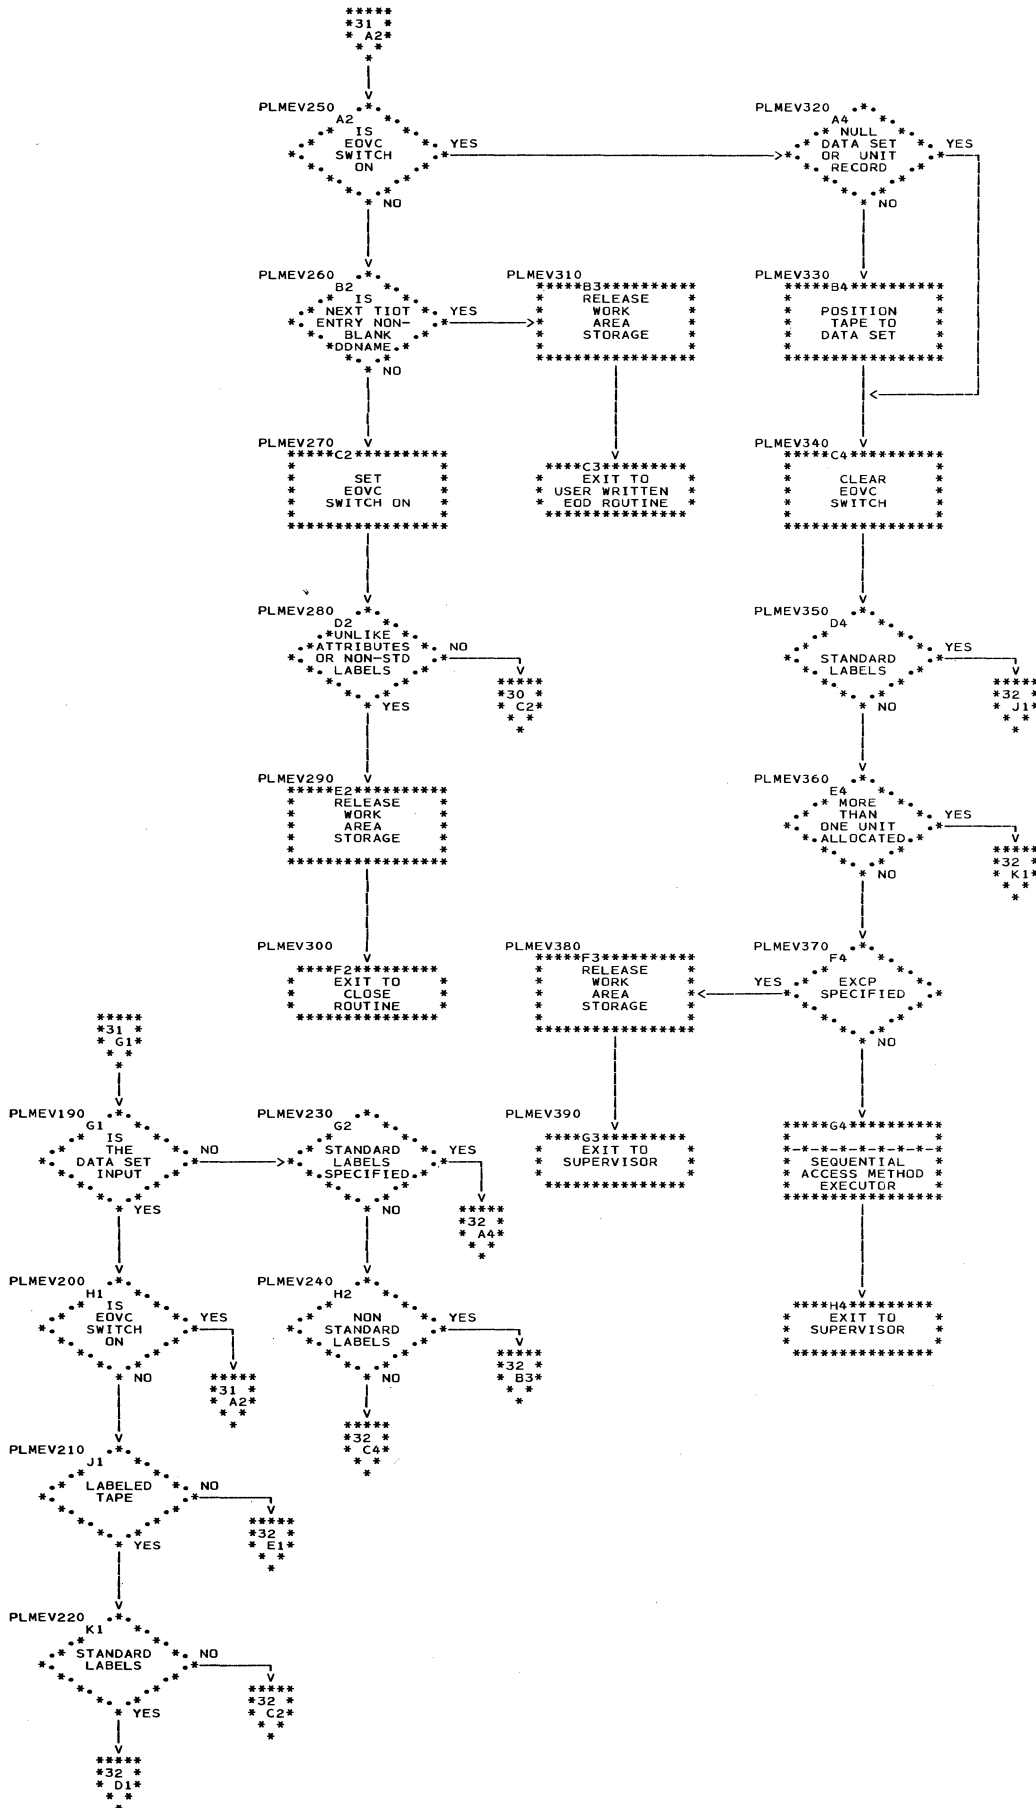 31
A2
PLMEV250
A2
IS
EOVC
SWITCH
ON
YES
NO
PLMEV320
A4
NULL
DATA SET
OR UNIT
RECORD
YES
NO
PLMEV260
B2
IS
NEXT TIOT
ENTRY NON-
BLANK
DDNAME
YES
NO
PLMEV310
B3
RELEASE
WORK
AREA
STORAGE
PLMEV330
B4
POSITION
TAPE TO
DATA SET
PLMEV270
C2
SET
EOVC
SWITCH ON
C3
EXIT TO
USER WRITTEN
EOD ROUTINE
PLMEV340
C4
CLEAR
EOVC
SWITCH
PLMEV280
D2
UNLIKE
ATTRIBUTES
OR NON-STD
LABELS
NO
YES
30
C2
PLMEV350
D4
STANDARD
LABELS
YES
NO
32
J1
PLMEV290
E2
RELEASE
WORK
AREA
STORAGE
PLMEV360
E4
MORE
THAN
ONE UNIT
ALLOCATED
YES
NO
32
K1
PLMEV300
F2
EXIT TO
CLOSE
ROUTINE
PLMEV380
F3
RELEASE
WORK
AREA
STORAGE
PLMEV370
F4
EXCP
SPECIFIED
YES
NO
31
G1
PLMEV190
G1
IS
THE
DATA SET
INPUT
NO
YES
PLMEV230
G2
STANDARD
LABELS
SPECIFIED
YES
NO
32
A4
PLMEV390
G3
EXIT TO
SUPERVISOR
G4
SEQUENTIAL
ACCESS METHOD
EXECUTOR
PLMEV200
H1
IS
EOVC
SWITCH
ON
YES
NO
31
A2
PLMEV240
H2
NON
STANDARD
LABELS
YES
NO
32
B3
32
C4
H4
EXIT TO
SUPERVISOR
PLMEV210
J1
LABELED
TAPE
NO
YES
32
E1
PLMEV220
K1
STANDARD
LABELS
NO
YES
32
C2
32
D1